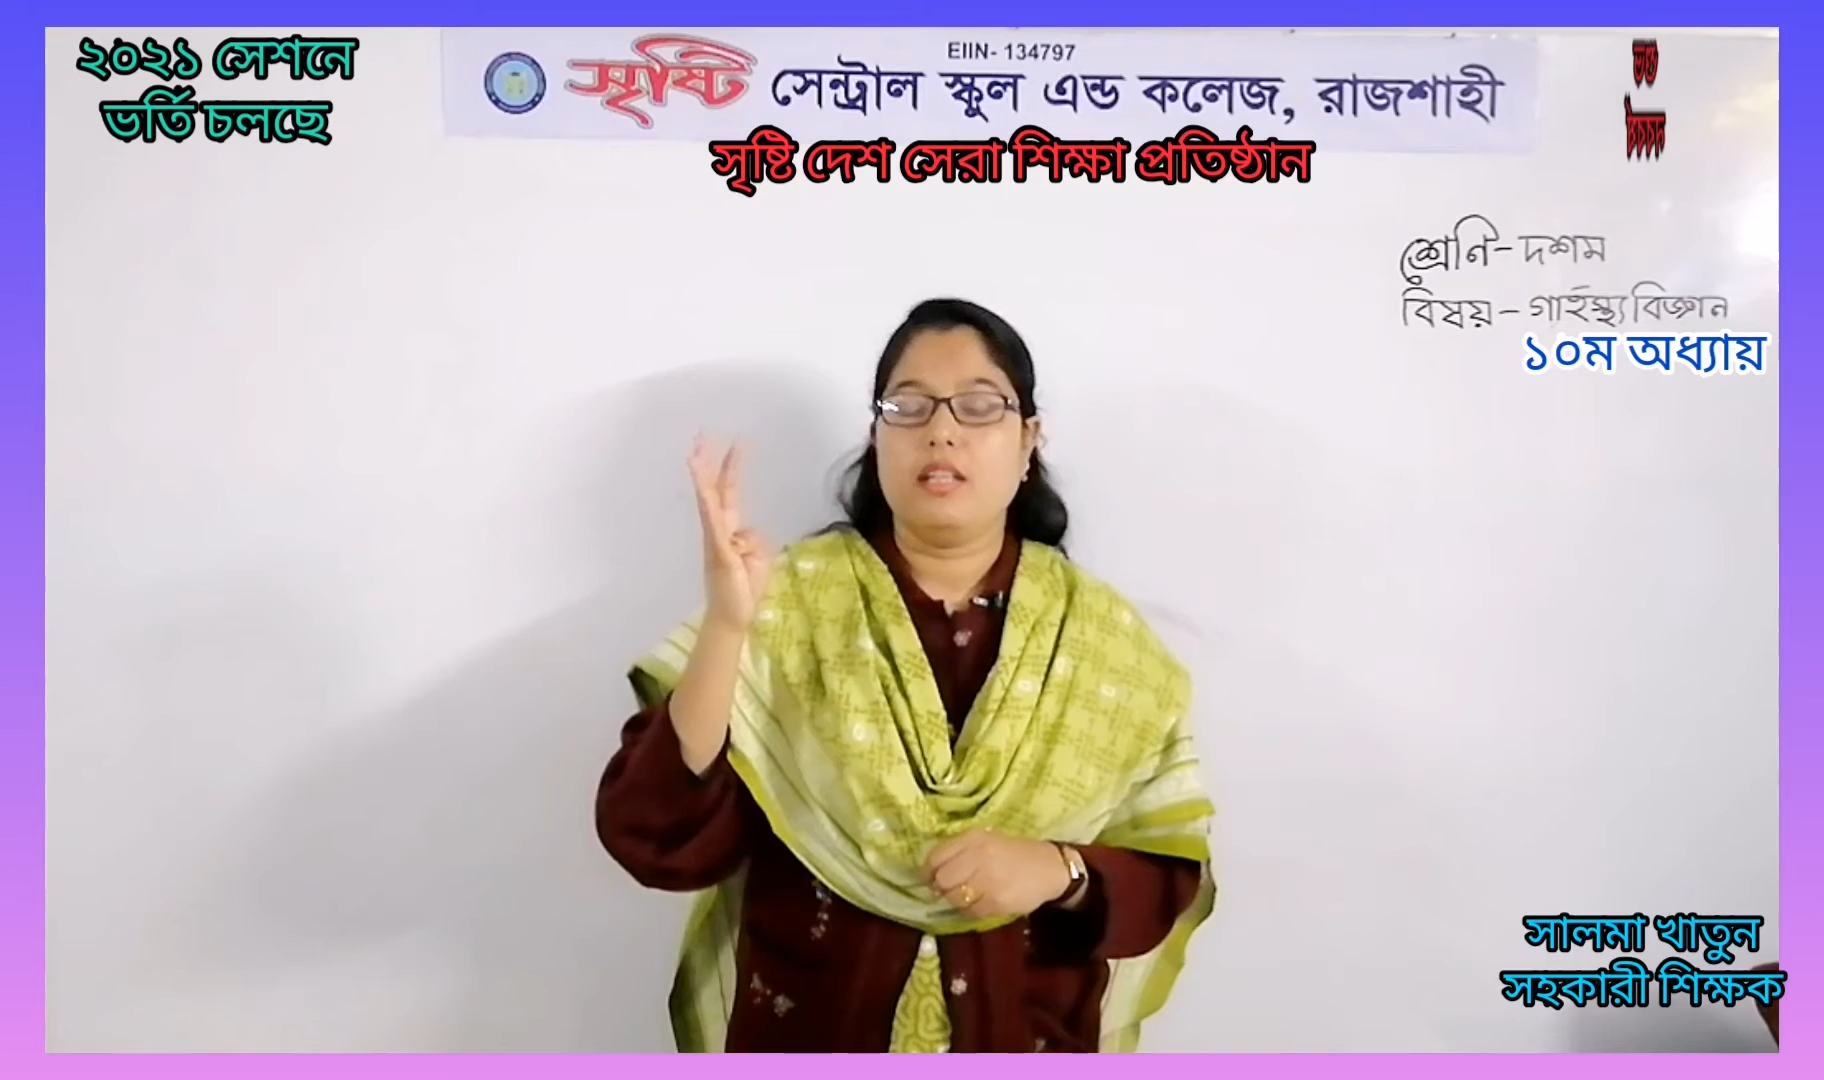 ২০২১ সেশনে
ভর্তি চলছে
EIIN- 134797
সৃষ্টি সেন্ট্রাল স্কুল এন্ড কলেজ, রাজশাহী
সৃষ্টি দেশ সেরা শিক্ষা প্রতিষ্ঠান
শ্রেণি - দশম
বিষয় - গার্হস্থ্য বিজ্ঞান
১০ম অধ্যায়
সালমা খাতুন
সহকারী শিক্ষক